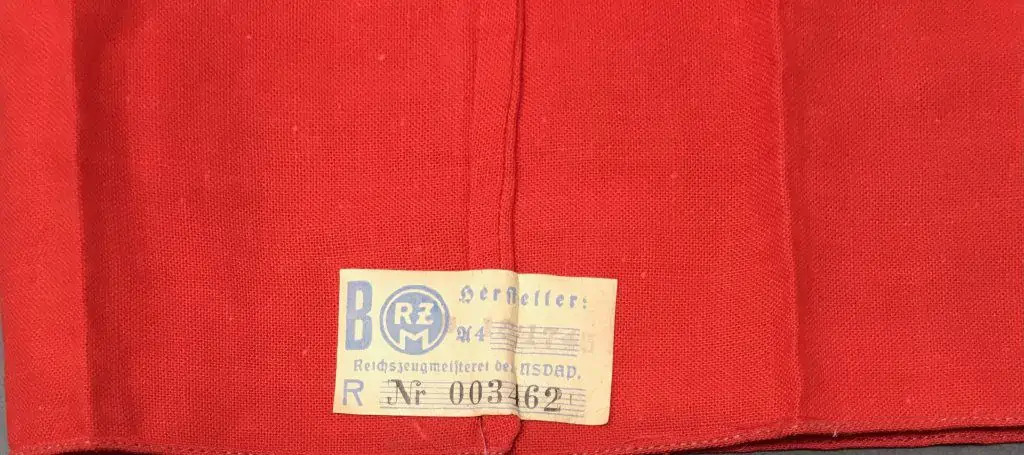 B RZM Hersteller:
A4
Reichszeugmeisterei der NSDAP.
R Nr 003462